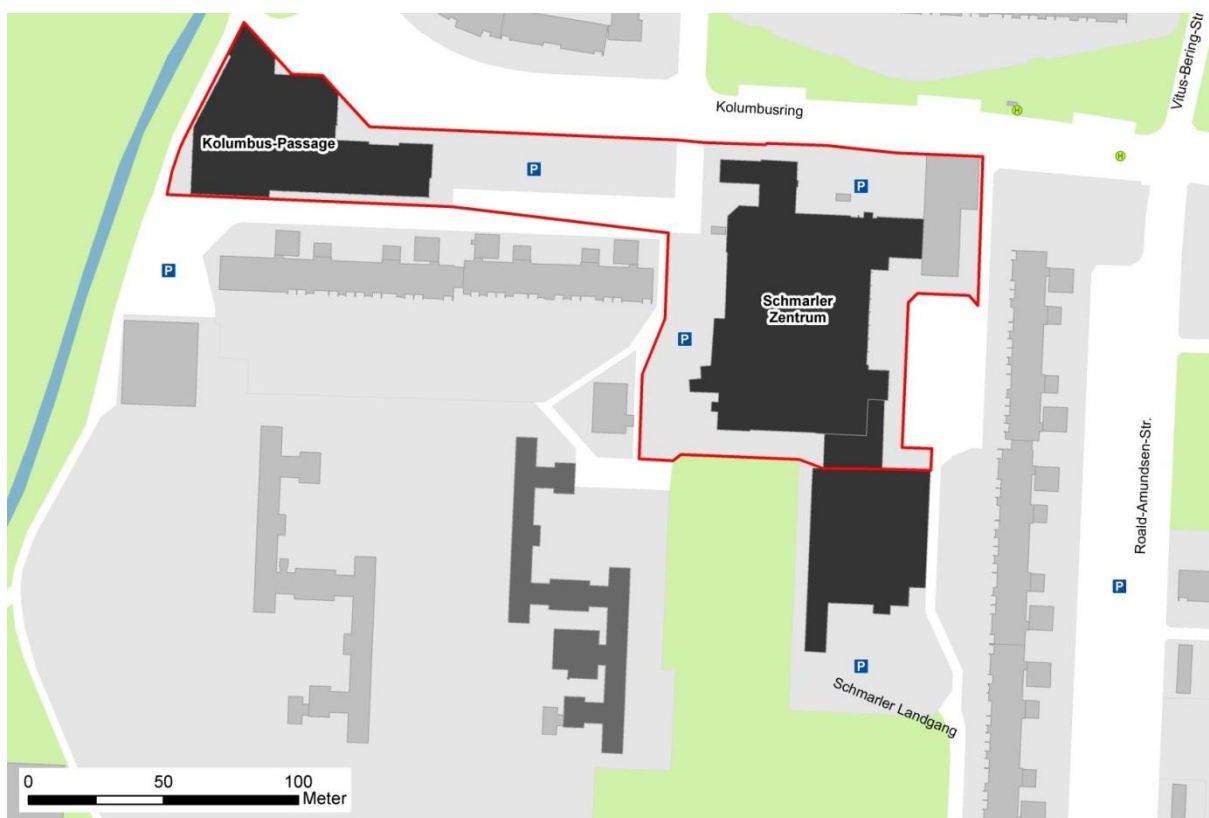 Vitus-Bering-Str.
Kolumbusring
H
H
Kolumbus-Passage
P
P
P
Schmarler
Zentrum
P
Roald-Amundsen-Str.
P
P
Schmarler Landgang
0 50 100
Meter